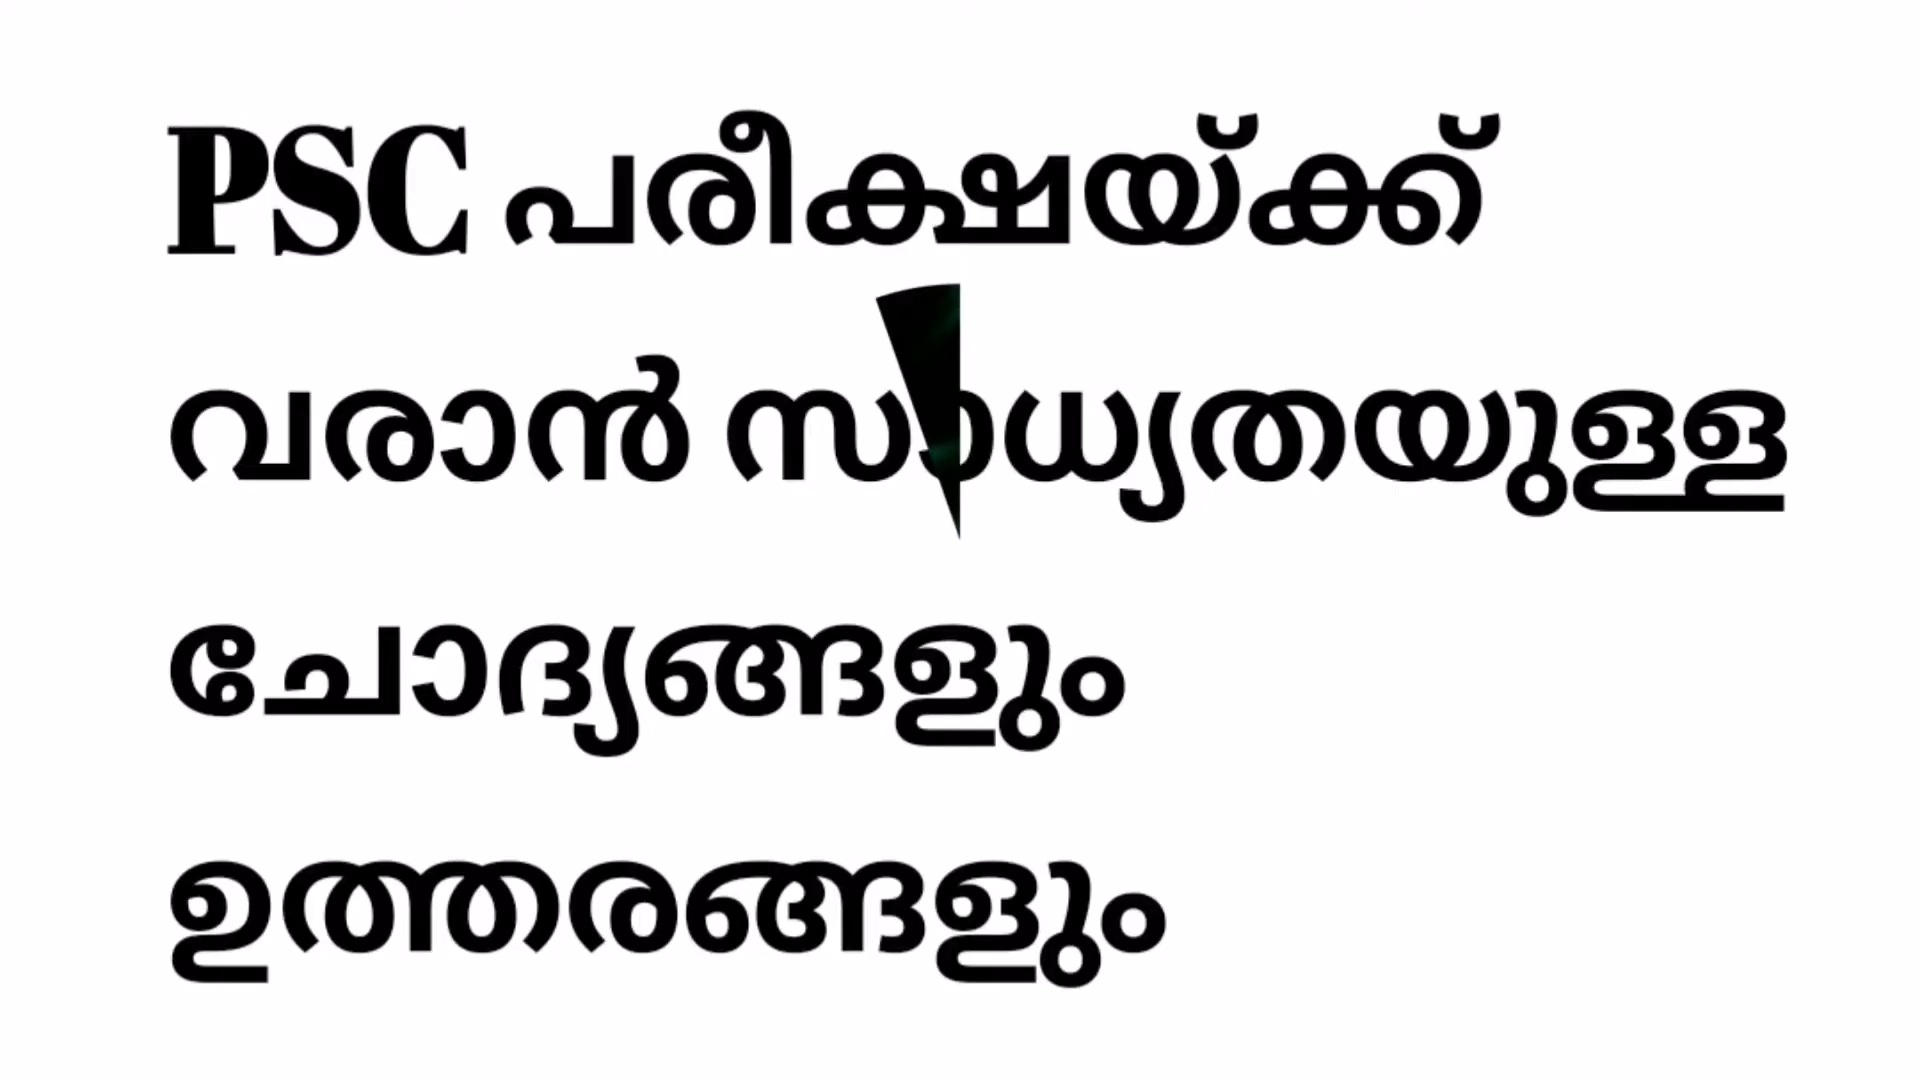 PSC പരീക്ഷയ്ക്ക്
വരാൻ സാധ്യതയുള്ള
ചോദ്യങ്ങളും
ഉത്തരങ്ങളും